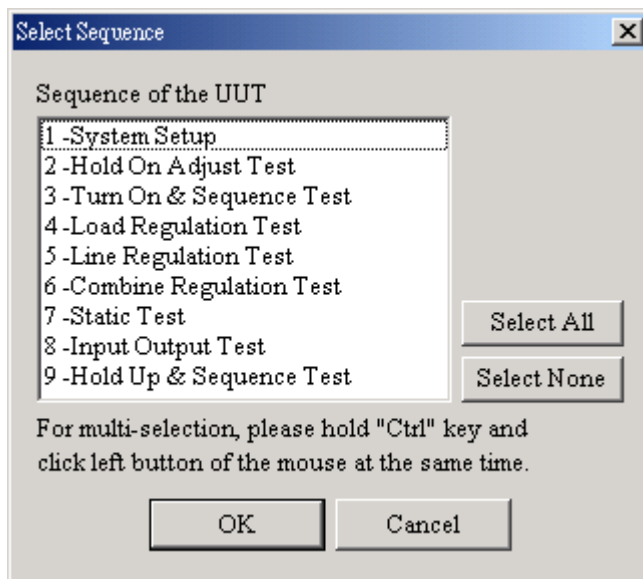 Select Sequence
Sequence of the UUT
1 -System Setup
2 -Hold On Adjust Test
3 -Turn On & Sequence Test
4 -Load Regulation Test
5 -Line Regulation Test
6 -Combine Regulation Test
7 -Static Test
8 -Input Output Test
9 -Hold Up & Sequence Test
Select All
Select None
For multi-selection, please hold "Ctrl" key and
click left button of the mouse at the same time.
OK
Cancel